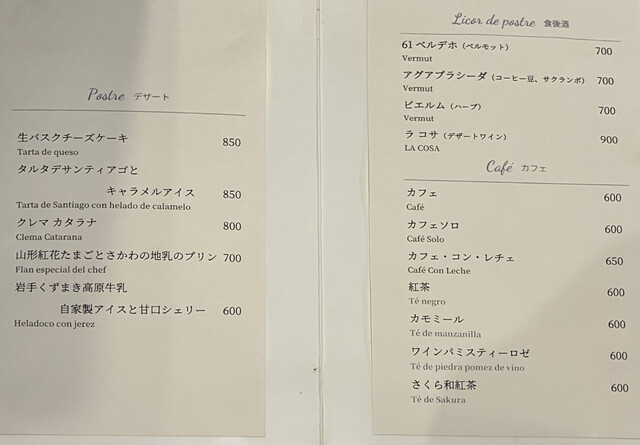 Postre デザート
生バスクチーズケーキ 850
Tarta de queso
タルタデサンティアゴと
キャラメルアイス 850
Tarta de Santiago con helado de calamelo
クレマ カタラナ 800
Clema Catarana
山形紅花たまごとさかわの地乳のプリン 700
Flan especial del chef
岩手くずまき高原牛乳
自家製アイスと甘口シェリー 600
Heladoco con jerez
Licor de postre 食後酒
61 ベルデホ（ベルモット） 700
Vermut
アグアプラシーダ（コーヒー豆、サクランボ） 700
Vermut
ビエルム（ハーブ） 700
Vermut
ラ コサ（デザートワイン） 900
LA COSA
Café カフェ
カフェ 600
Café
カフェソロ 600
Café Solo
カフェ・コン・レチェ 650
Café Con Leche
紅茶 600
Té negro
カモミール 600
Té de manzanilla
ワインパミスティーロゼ 600
Té de piedra pomez de vino
さくら和紅茶 600
Té de Sakura